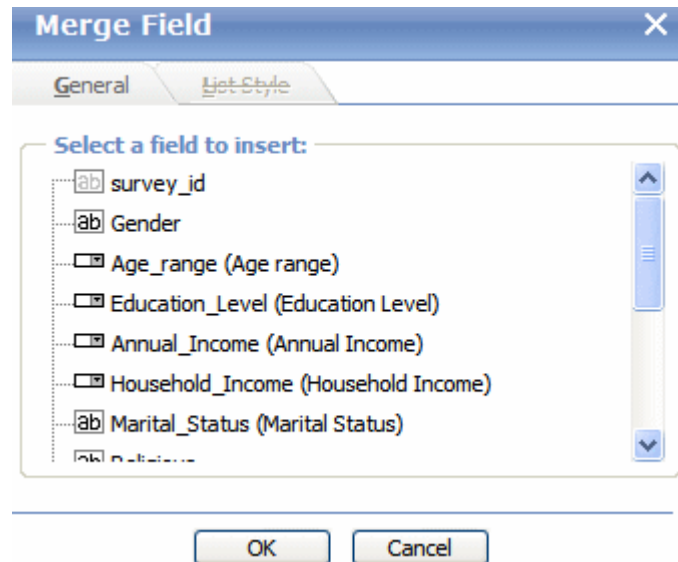 Merge Field
General List Style
Select a field to insert:
ab survey_id
ab Gender
Age_range (Age range)
Education_Level (Education Level)
Annual_Income (Annual Income)
Household_Income (Household Income)
ab Marital_Status (Marital Status)
OK Cancel